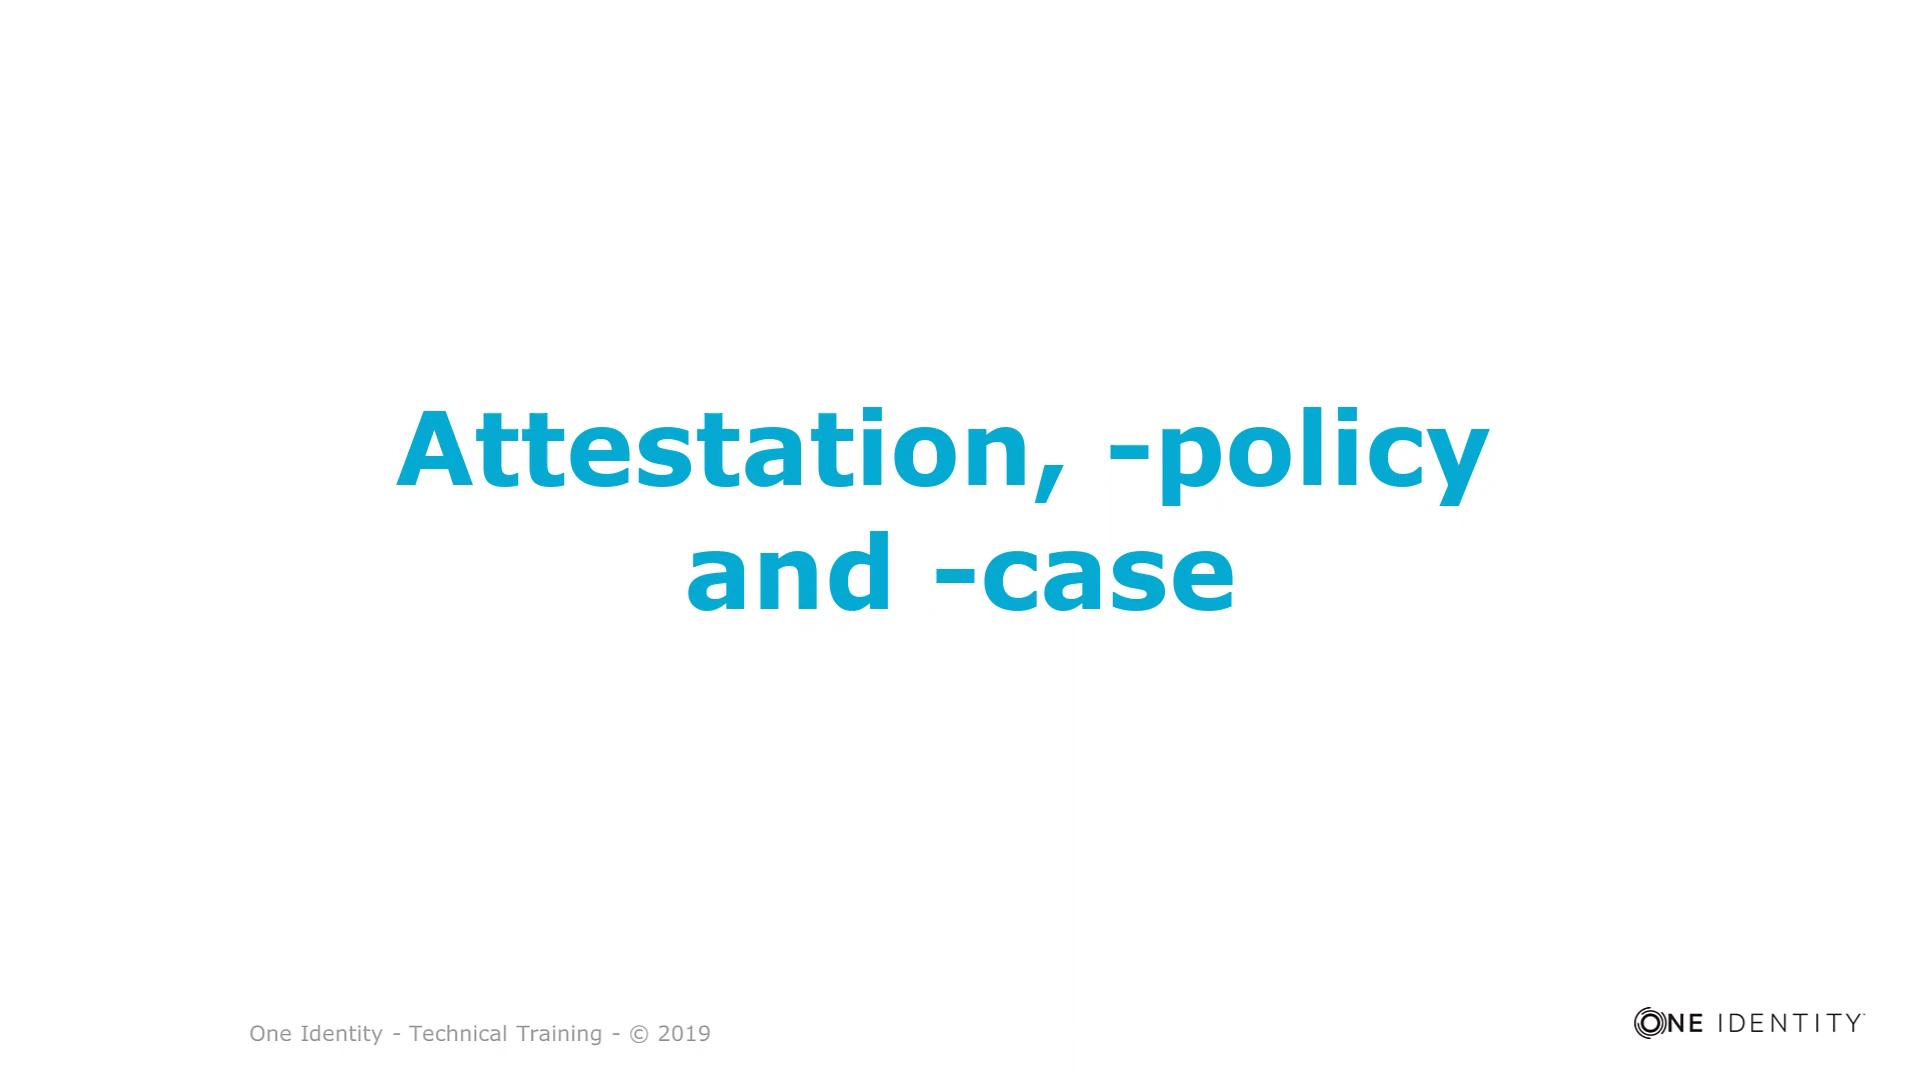 Attestation, -policy
and -case
One Identity - Technical Training - © 2019
ONE IDENTITY